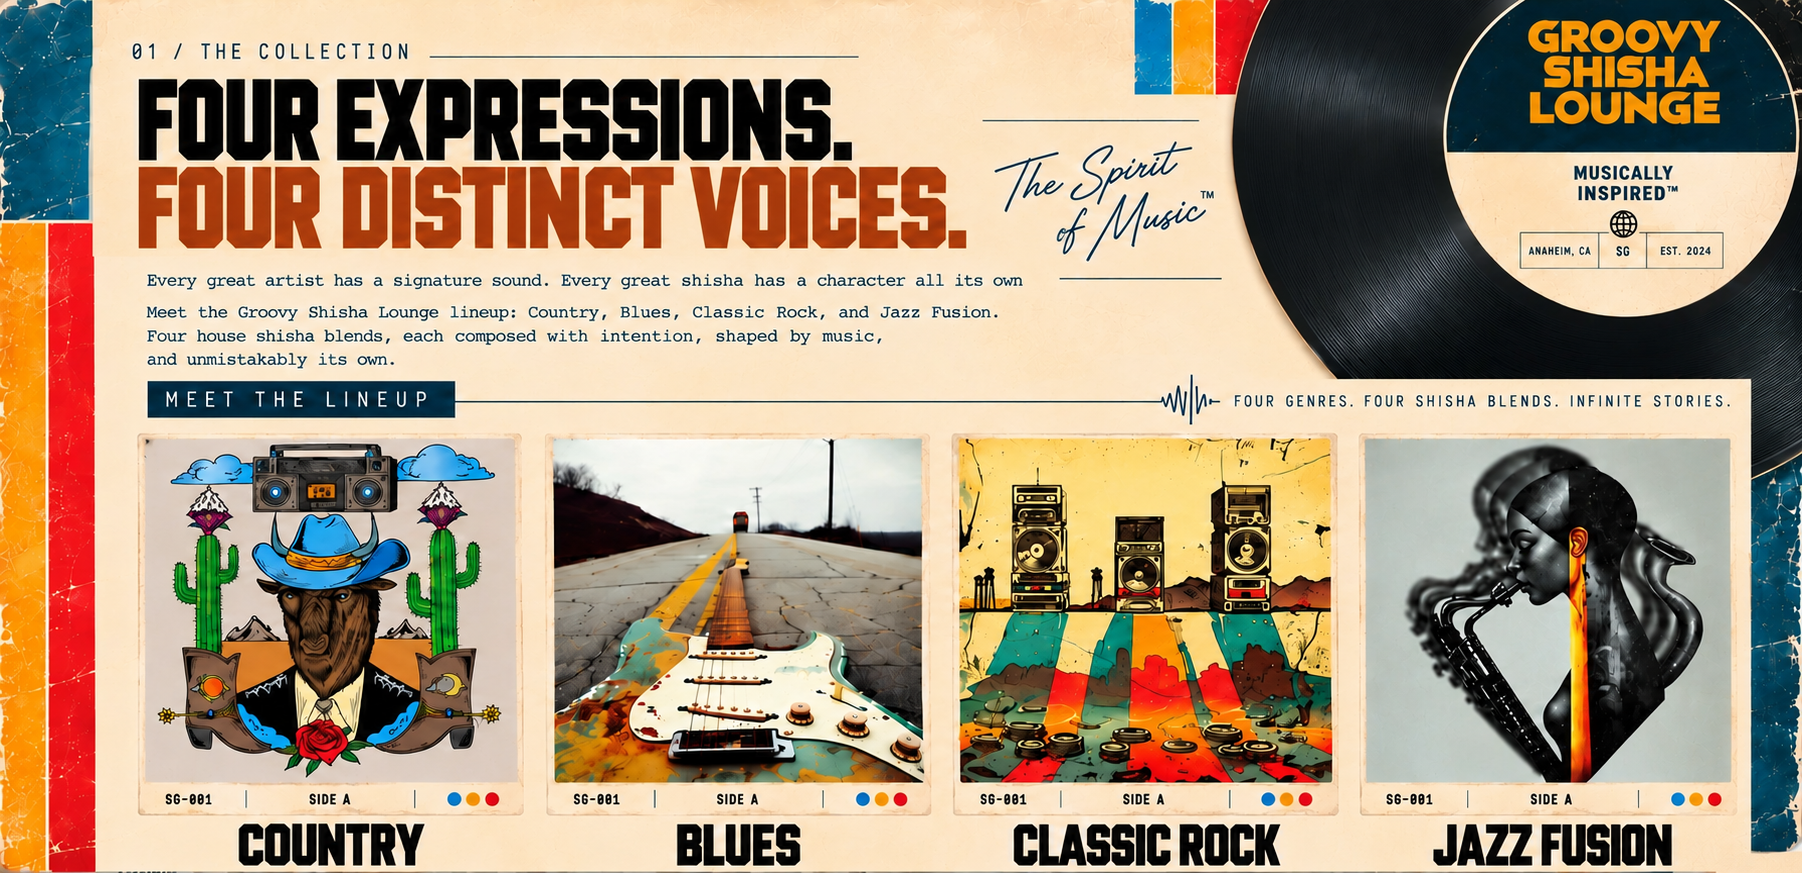 01 / THE COLLECTION
FOUR EXPRESSIONS.
FOUR DISTINCT VOICES.
The Spirit
of Music™
GROOVY
SHISHA
LOUNGE
MUSICALLY
INSPIRED™
ANAHEIM, CA
SG
EST. 2024
Every great artist has a signature sound. Every great shisha has a character all its own
Meet the Groovy Shisha Lounge lineup: Country, Blues, Classic Rock, and Jazz Fusion.
Four house shisha blends, each composed with intention, shaped by music,
and unmistakably its own.
MEET THE LINEUP
FOUR GENRES. FOUR SHISHA BLENDS. INFINITE STORIES.
SG-001 SIDE A
SG-001 SIDE A
SG-001 SIDE A
SG-001 SIDE A
COUNTRY
BLUES
CLASSIC ROCK
JAZZ FUSION